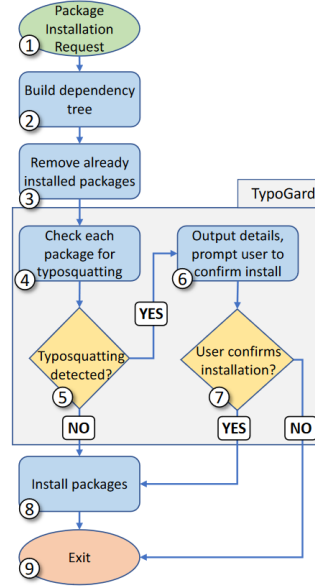 Package
Installation
Request
1
Build dependency
tree
2
Remove already
installed packages
3
TypoGard
Check each
package for
typosquatting
4
Output details,
prompt user to
confirm install
6
YES
Typosquatting
detected?
5
User confirms
installation?
7
NO
YES
NO
Install packages
8
Exit
9